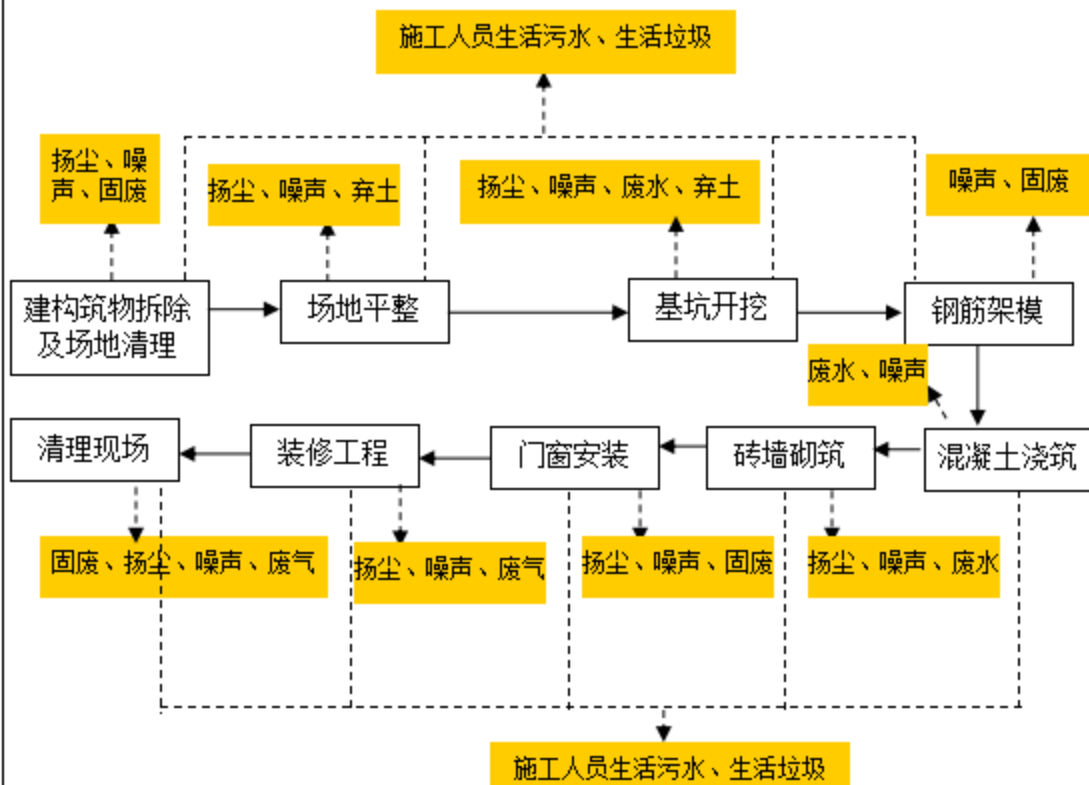 施工人员生活污水、生活垃圾
扬尘、噪
声、固废
扬尘、噪声、弃土
扬尘、噪声、废水、弃土
噪声、固废
建构筑物拆除
及场地清理
场地平整
基坑开挖
钢筋架模
废水、噪声
清理现场
装修工程
门窗安装
砖墙砌筑
混凝土浇筑
固废、扬尘、噪声、废气
扬尘、噪声、废气
扬尘、噪声、固废
扬尘、噪声、废水
施工人员生活污水、生活垃圾